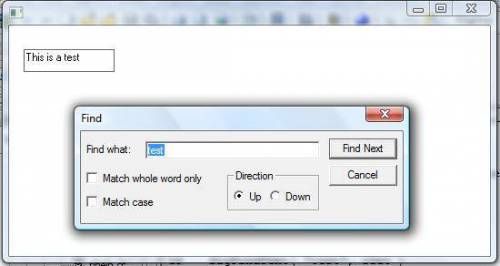 This is a test
Find
Find what: test Find Next
Match whole word only Direction Cancel
Match case Up Down